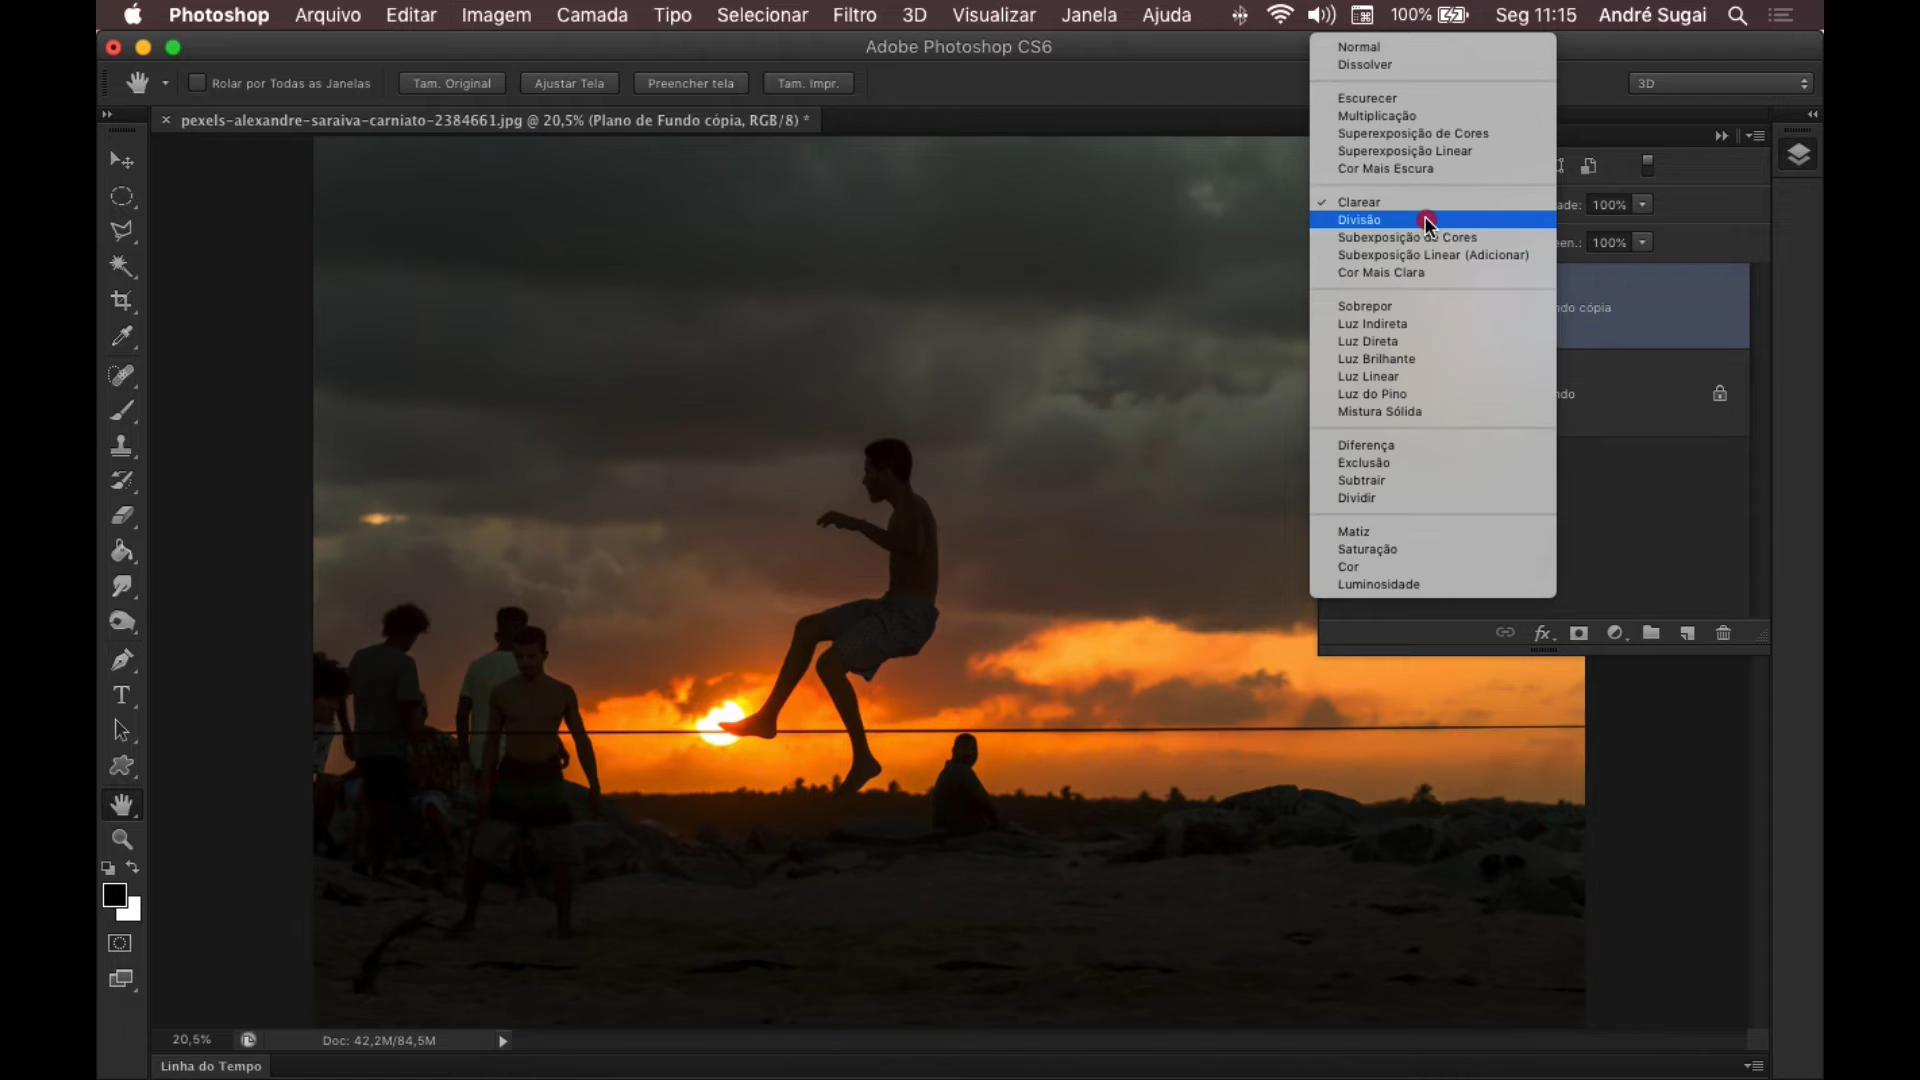 Photoshop Arquivo Editar Imagem Camada Tipo Selecionar Filtro 3D Visualizar Janela Ajuda 100% Seg 11:15 André Sugai
Adobe Photoshop CS6
Rolar por Todas as Janelas Tam. Original Ajustar Tela Preencher tela Tam. Impr. 3D
× pexels-alexandre-saraiva-carniato-2384661.jpg @ 20,5% (Plano de Fundo cópia, RGB/8) *
Normal
Dissolver
Escurecer
Multiplicação
Superexposição de Cores
Superexposição Linear
Cor Mais Escura
✓ Clarear
Divisão
Subexposição de Cores
Subexposição Linear (Adicionar)
Cor Mais Clara
Sobrepor
Luz Indireta
Luz Direta
Luz Brilhante
Luz Linear
Luz do Pino
Mistura Sólida
Diferença
Exclusão
Subtrair
Dividir
Matiz
Saturação
Cor
Luminosidade
ade: 100%
een.: 100%
ndo cópia
ndo
fx
T
20,5% Doc: 42,2M/84,5M
Linha do Tempo